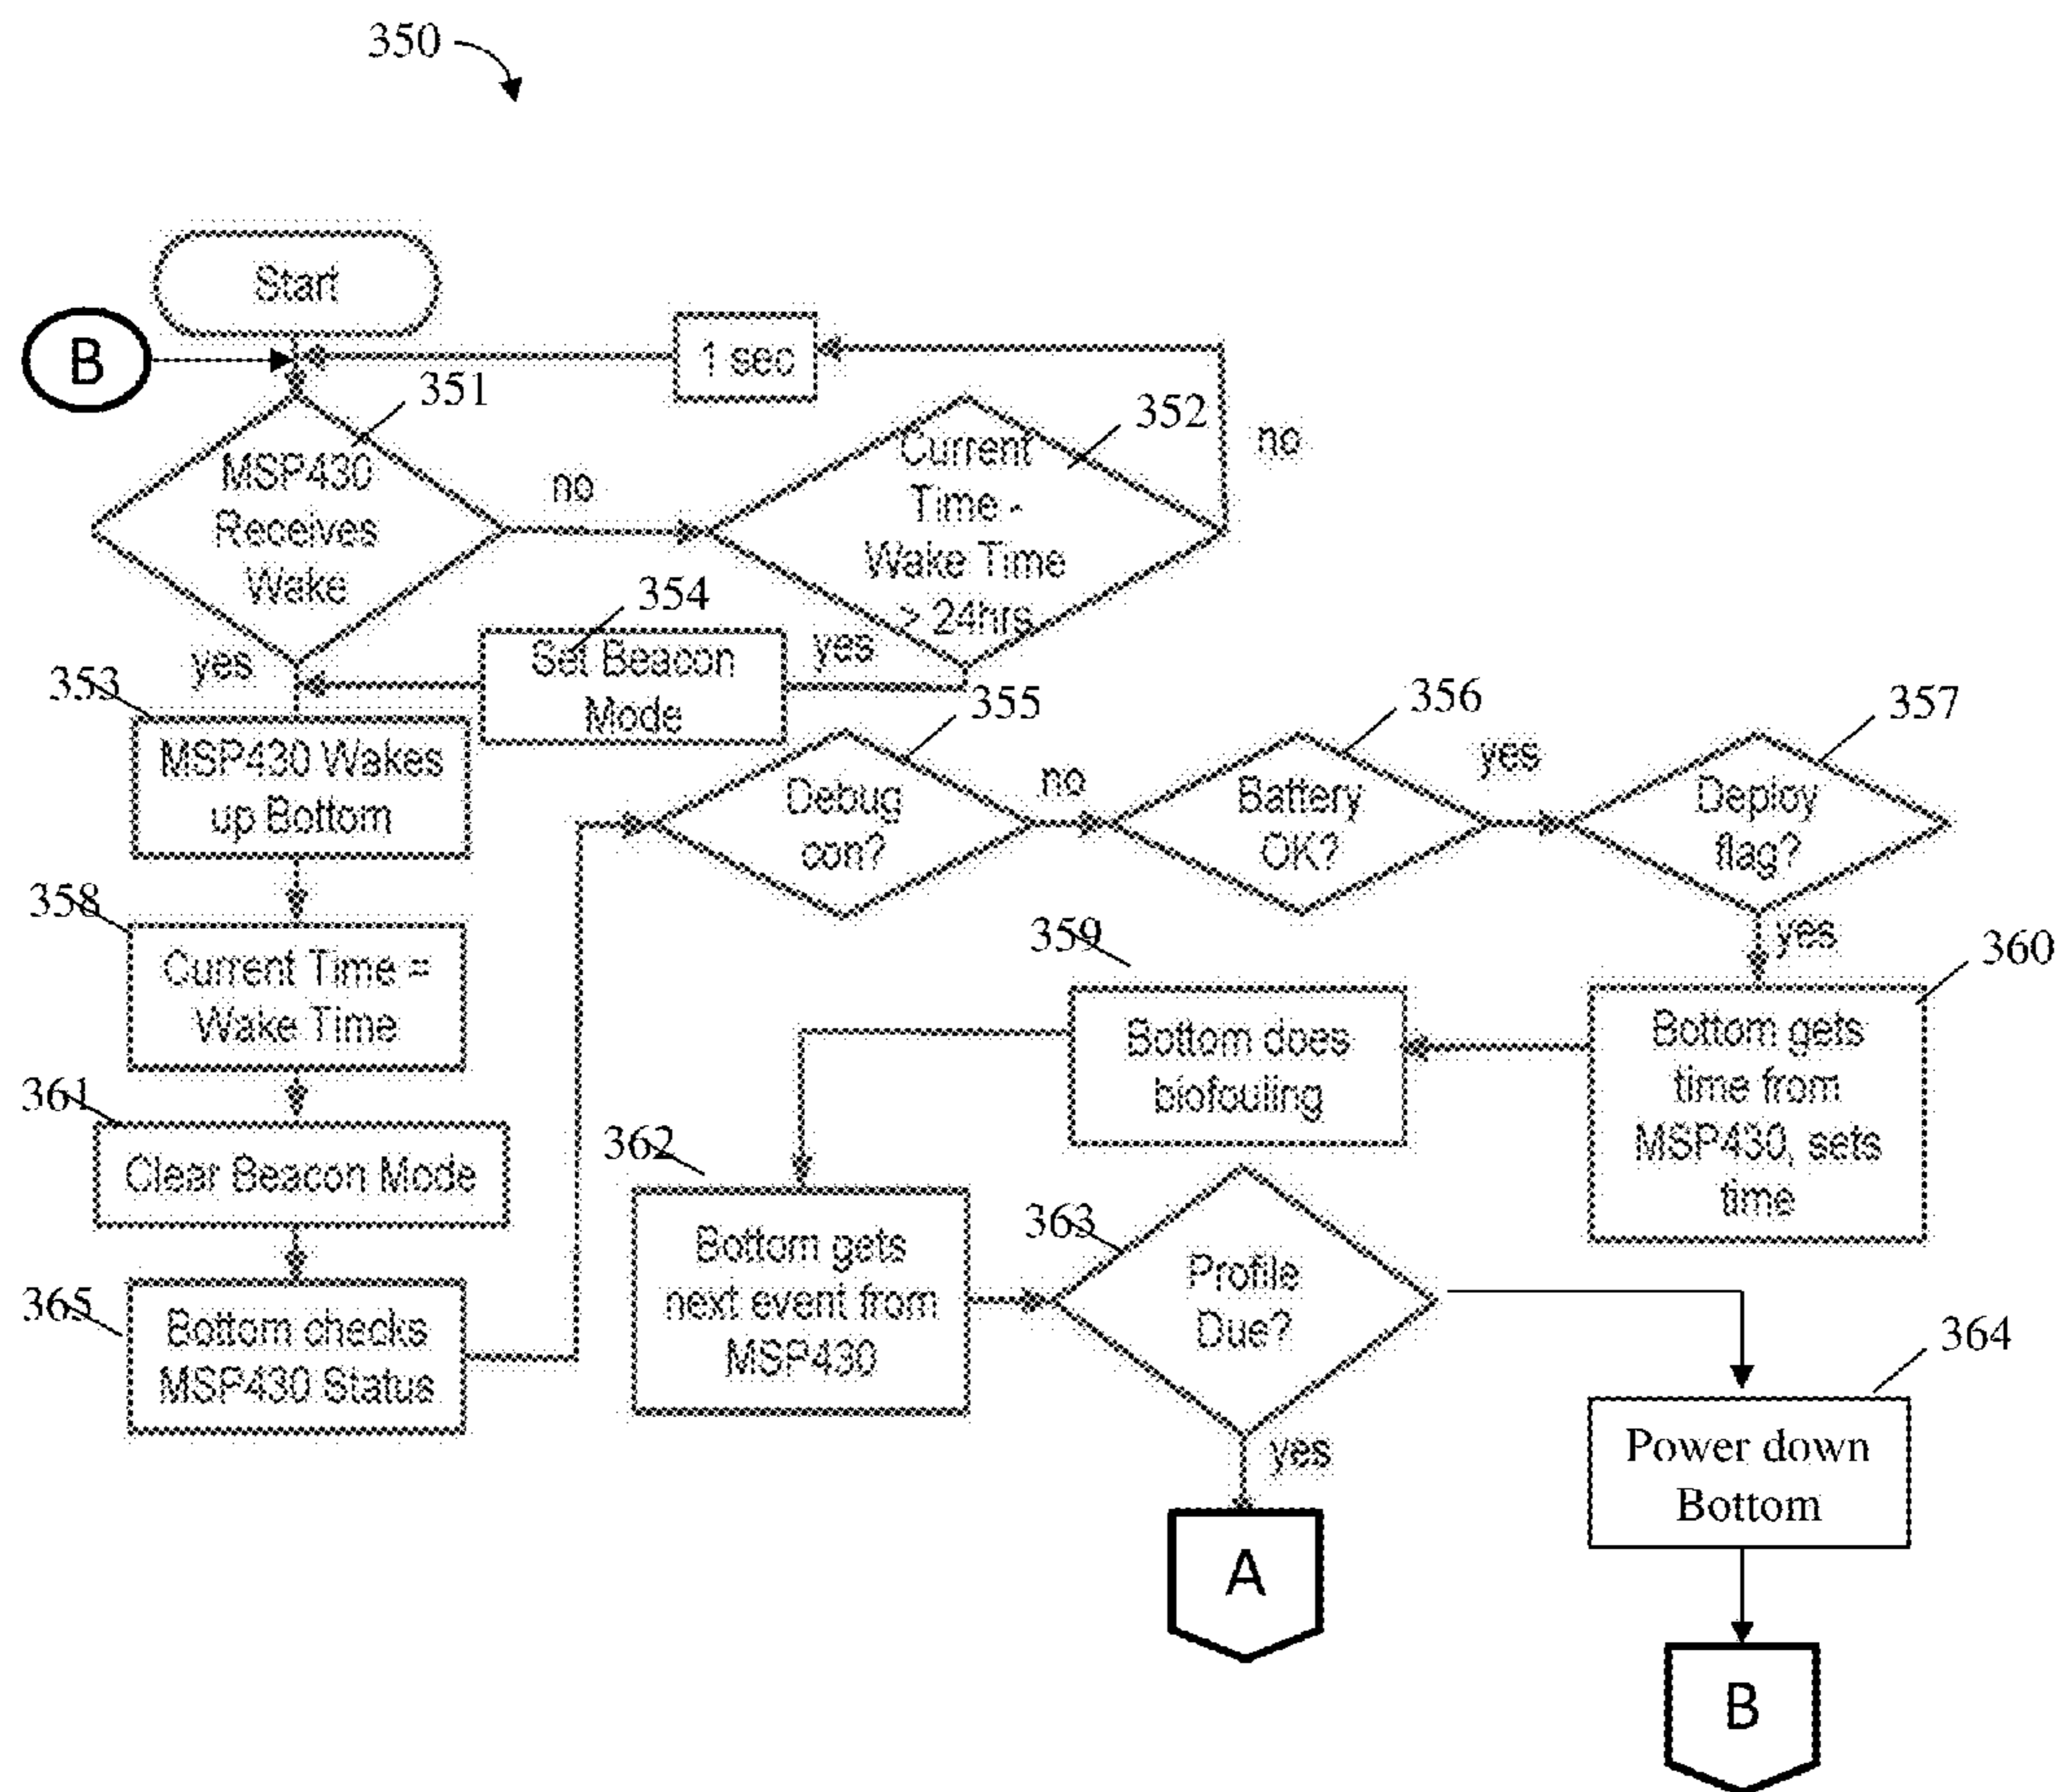 350
Start
B
1 sec
351
MSP430
Receives
Wake
no
352
Current
Time -
Wake Time
> 24hrs
no
yes
354
Set Beacon
Mode
yes
353
MSP430 Wakes
up Bottom
355
Debug
con?
no
356
Battery
OK?
yes
357
Deploy
flag?
yes
358
Current Time =
Wake Time
359
Bottom does
biofouling
360
Bottom gets
time from
MSP430, sets
time
361
Clear Beacon Mode
362
Bottom gets
next event from
MSP430
363
Profile
Due?
yes
365
Bottom checks
MSP430 Status
364
Power down
Bottom
A
B